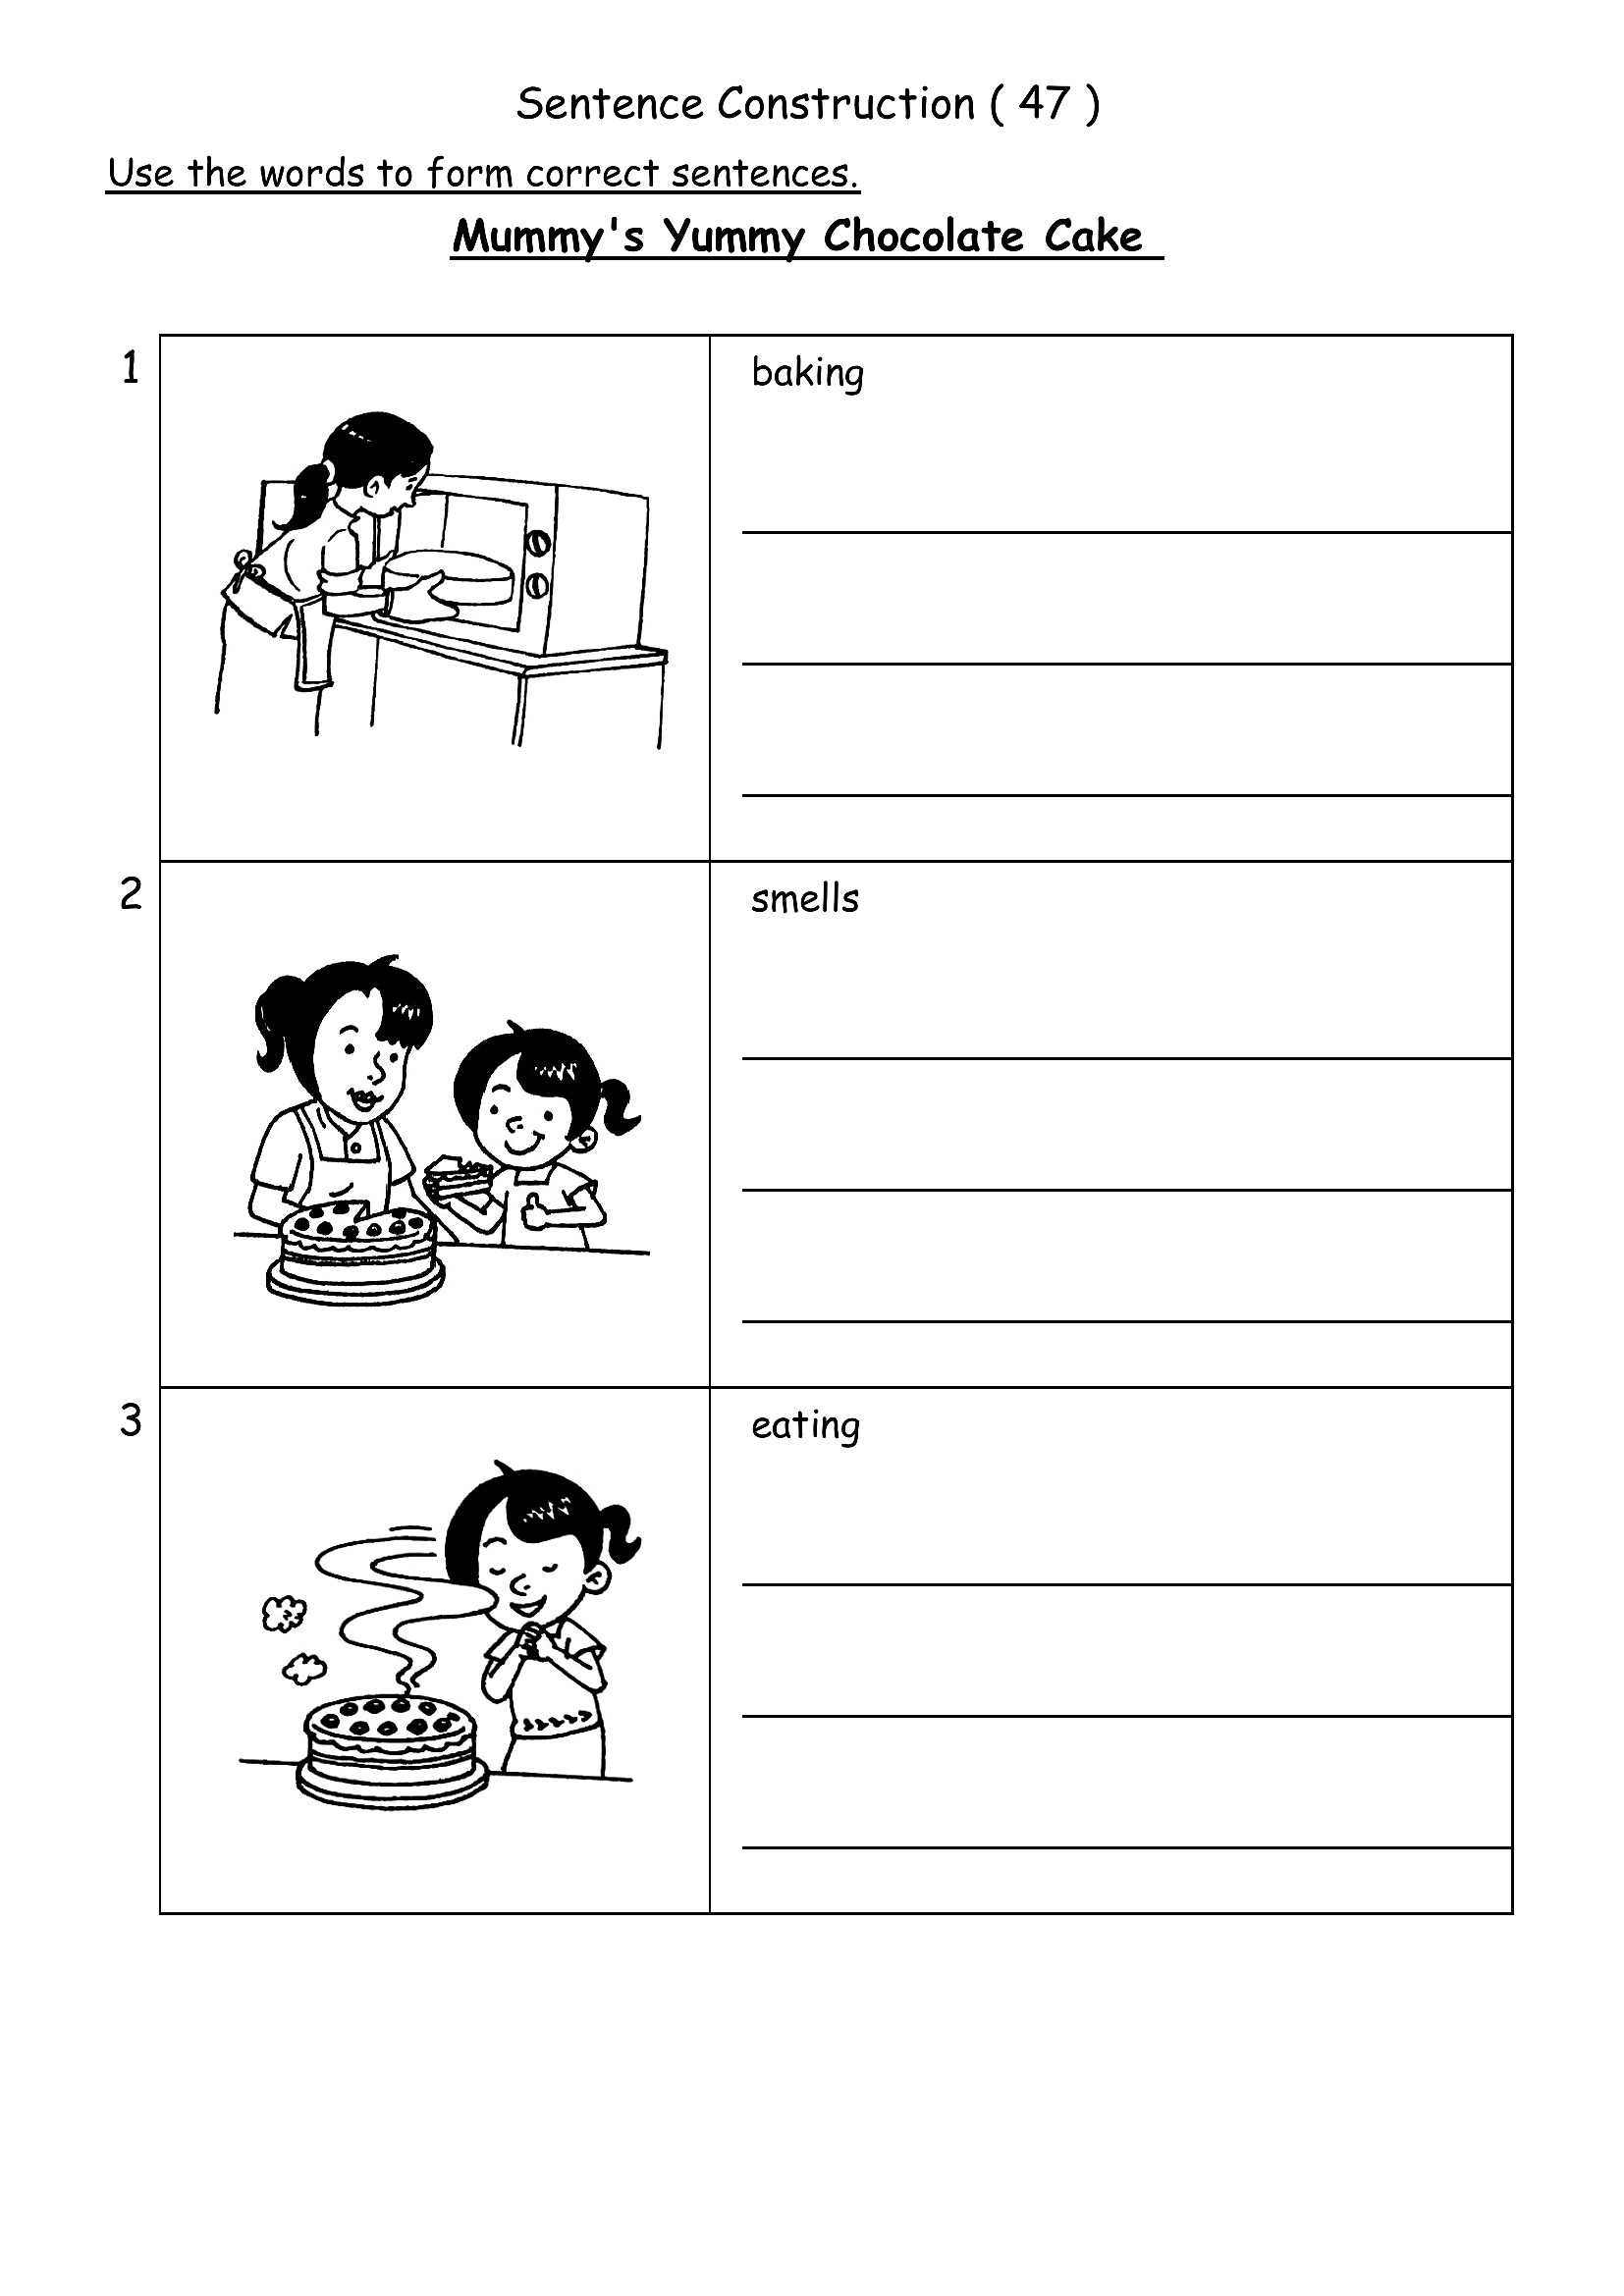 Sentence Construction ( 47 )
Use the words to form correct sentences.
Mummy's Yummy Chocolate Cake
1
baking
2
smells
3
eating